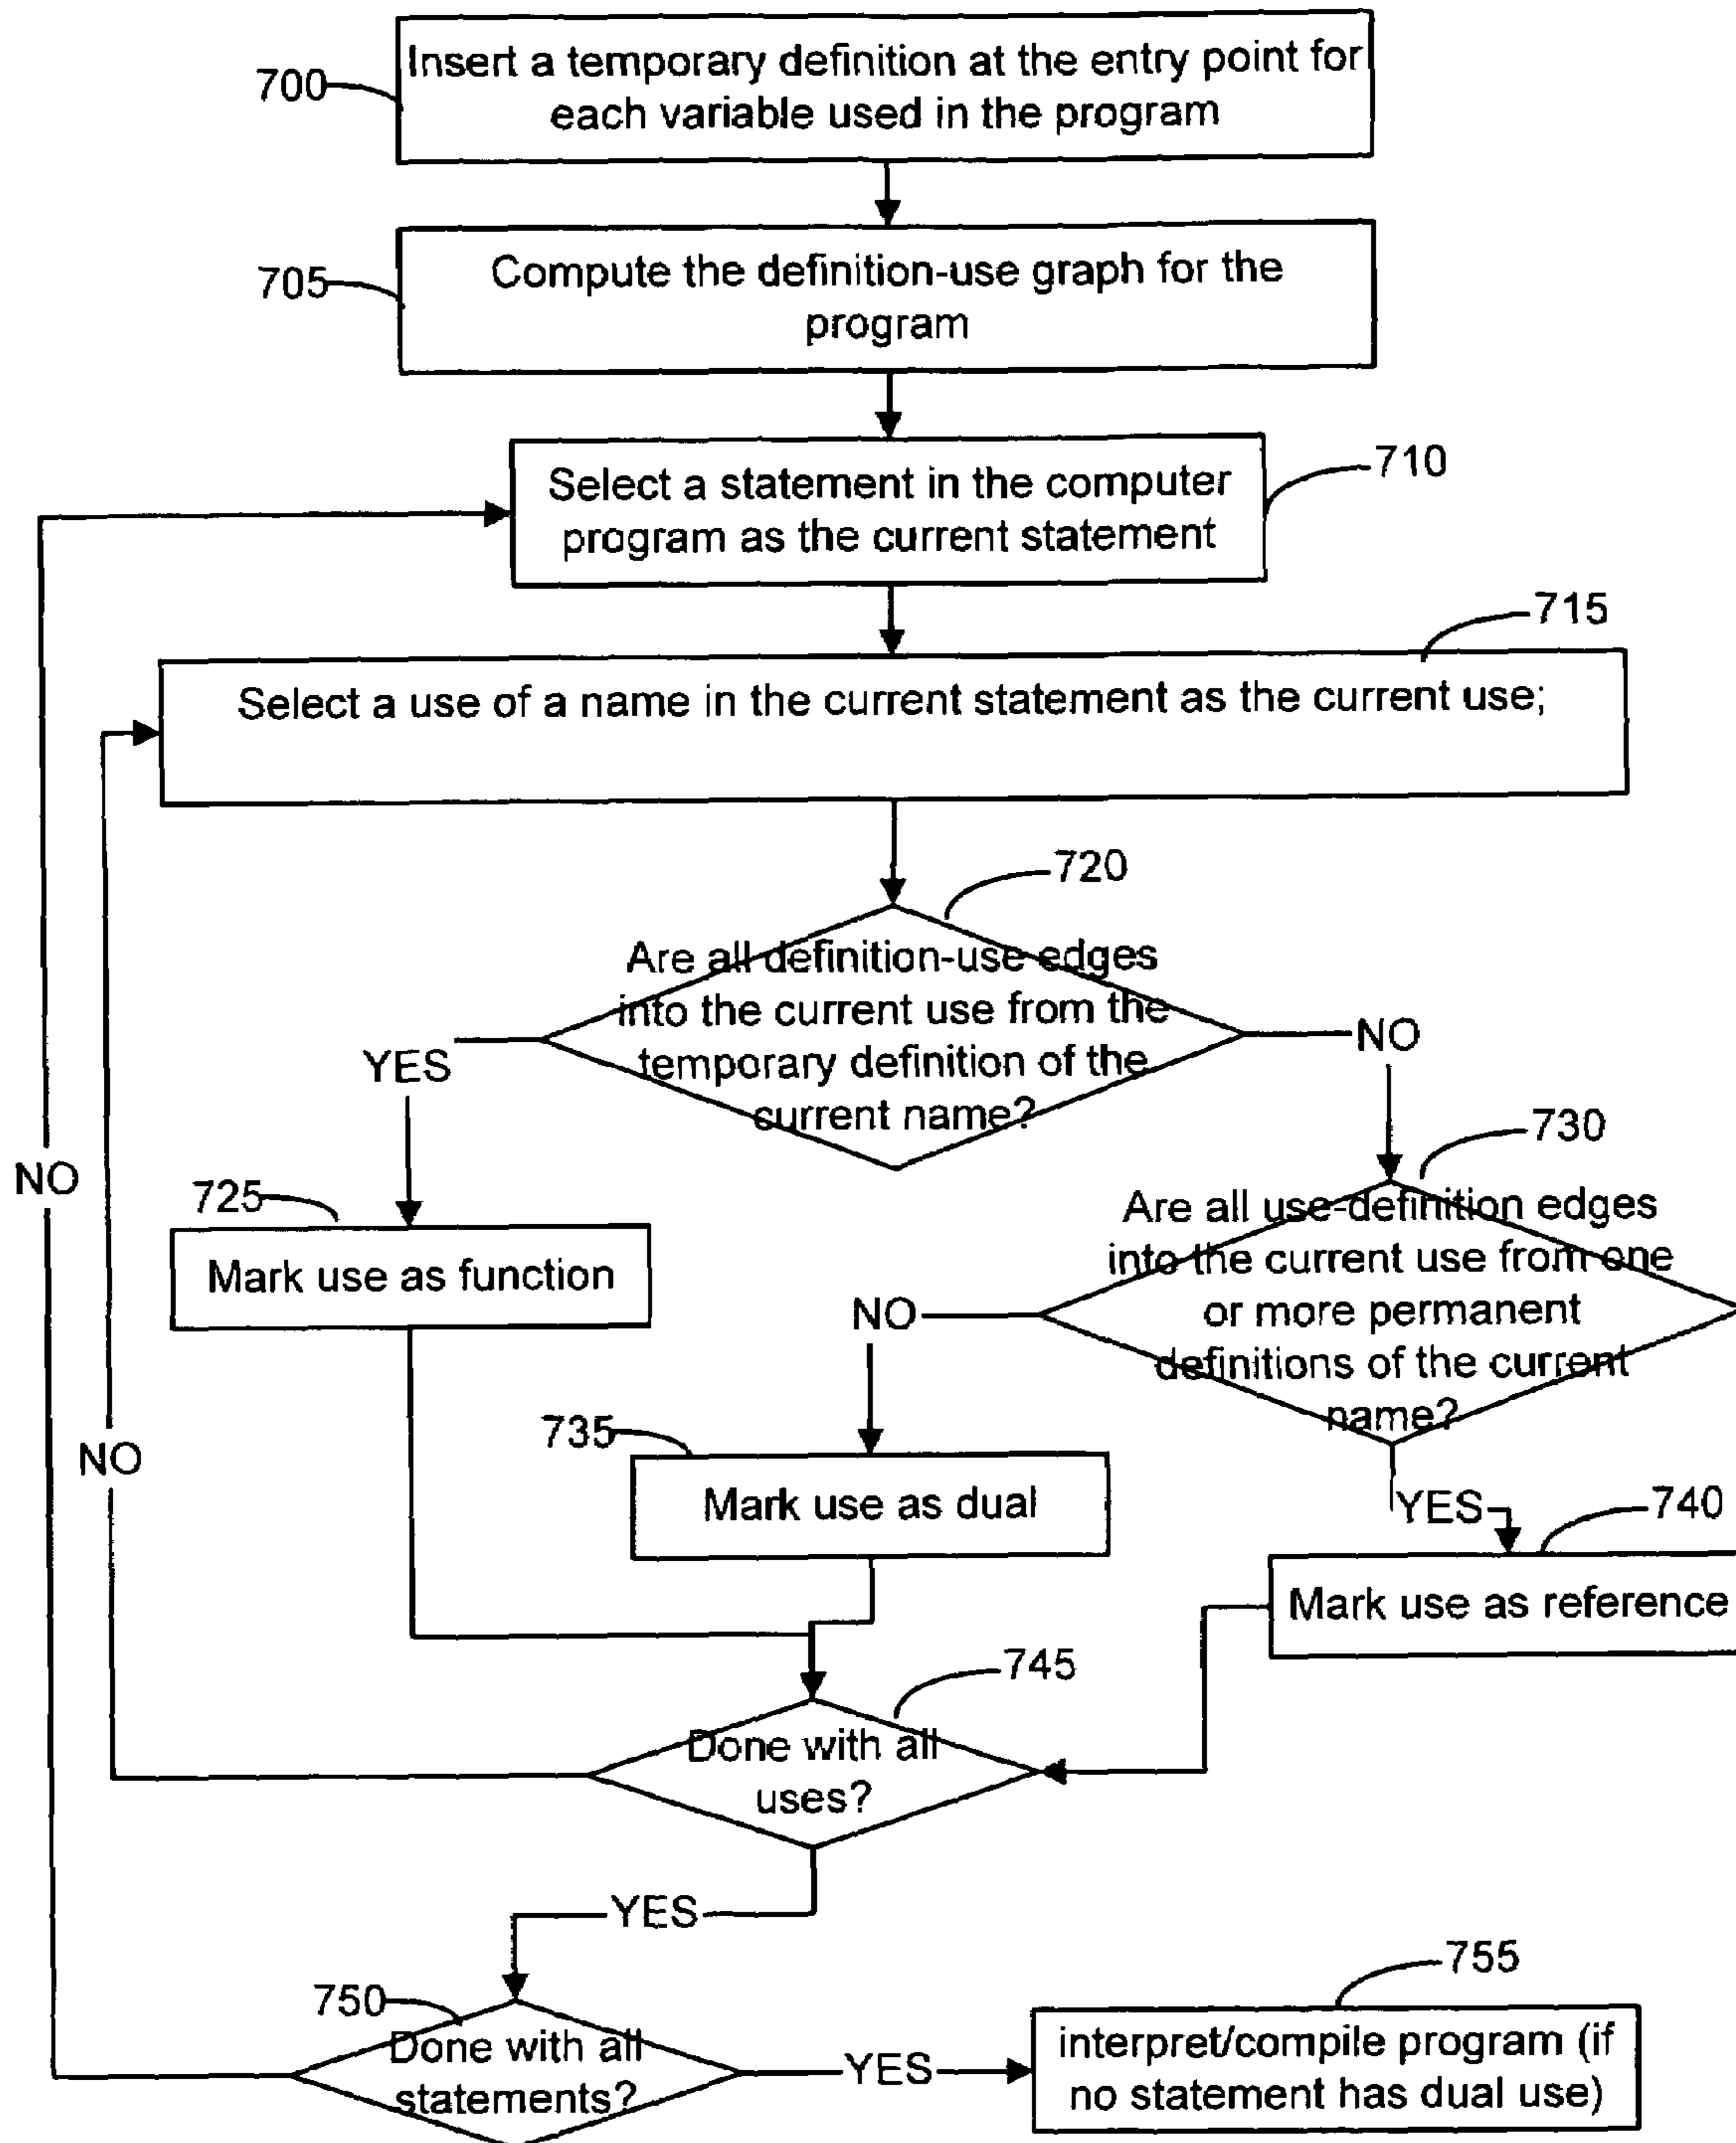 700
Insert a temporary definition at the entry point for
each variable used in the program
705
Compute the definition-use graph for the
program
710
Select a statement in the computer
program as the current statement
715
Select a use of a name in the current statement as the current use;
720
Are all definition-use edges
into the current use from the
temporary definition of the
current name?
YES
NO
730
Are all use-definition edges
into the current use from one
or more permanent
definitions of the current
name?
NO
725
Mark use as function
NO
735
Mark use as dual
NO
YES
740
Mark use as reference
745
Done with all
uses?
YES
750
Done with all
statements?
YES
755
interpret/compile program (if
no statement has dual use)